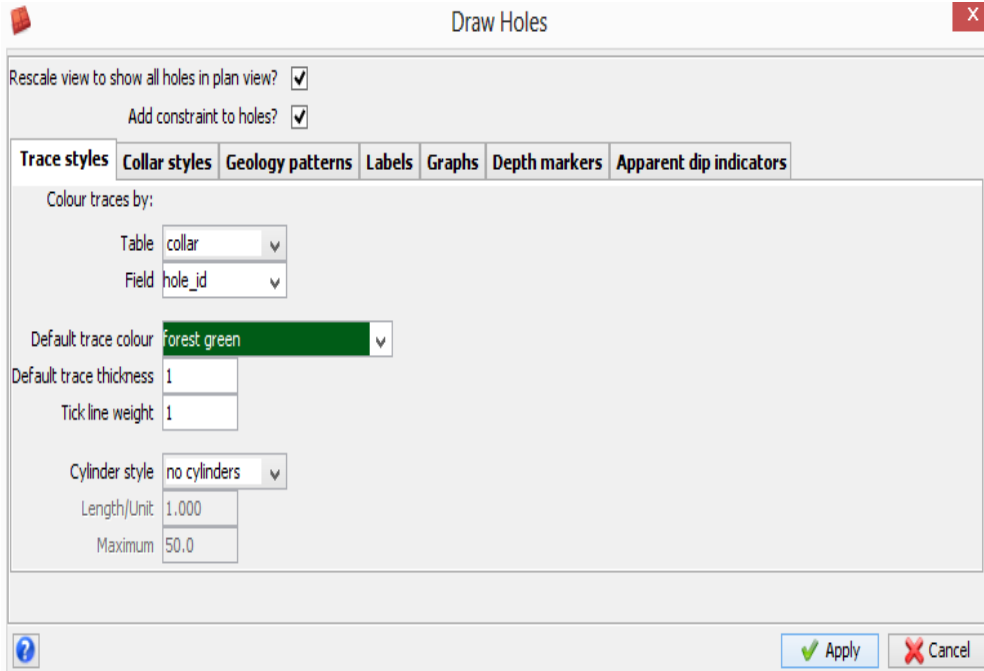 Draw Holes
X
Rescale view to show all holes in plan view?
Add constraint to holes?
Trace styles Collar styles Geology patterns Labels Graphs Depth markers Apparent dip indicators
Colour traces by:
Table collar
Field hole_id
Default trace colour forest green
Default trace thickness 1
Tick line weight 1
Cylinder style no cylinders
Length/Unit 1.000
Maximum 50.0
? Apply Cancel